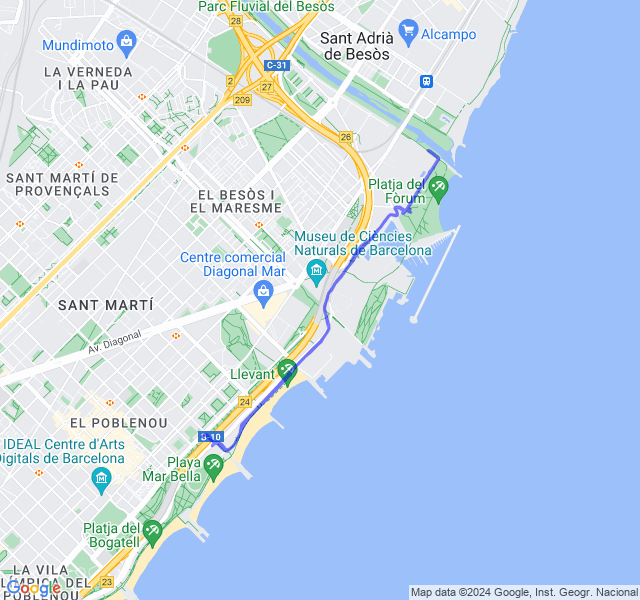 Parc Fluvial del Besòs
28
Sant Adrià
de Besòs
Alcampo
Mundimoto
C-31
LA VERNEDA
I LA PAU
2
27
209
26
SANT MARTÍ DE
PROVENÇALS
EL BESÒS I
EL MARESME
Platja del
Fòrum
Museu de Ciències
Naturals de Barcelona
Centre comercial
Diagonal Mar
SANT MARTÍ
Av. Diagonal
Llevant
24
EL POBLENOU
B-10
IDEAL Centre d'Arts
Digitals de Barcelona
Playa
Mar Bella
Platja del
Bogatell
LA VILA
OLÍMPICA DEL
POBLENOU
23
Google
Map data ©2024 Google, Inst. Geogr. Nacional